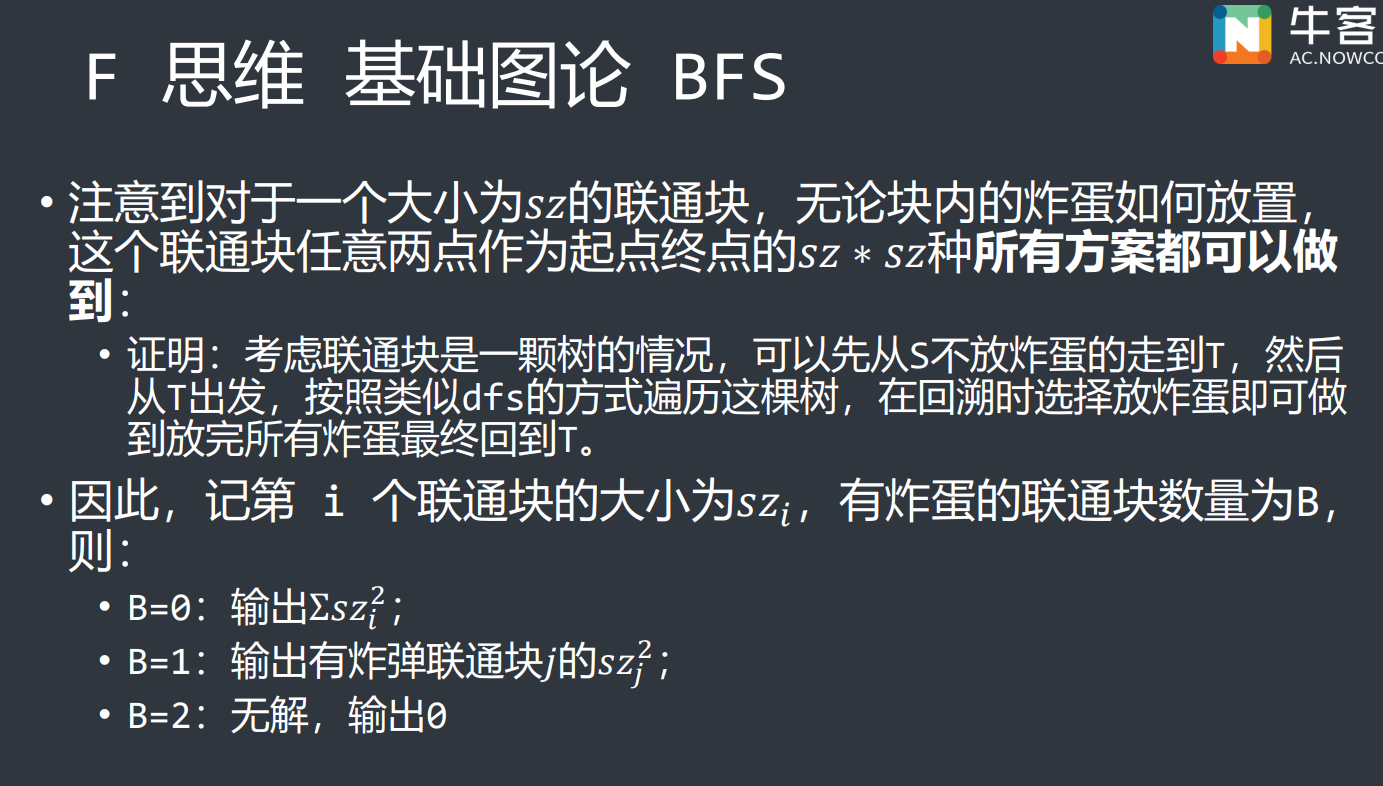 牛客
AC.NOWCO
F 思维 基础图论 BFS
• 注意到对于一个大小为sz的联通块，无论块内的炸蛋如何放置，
这个联通块任意两点作为起点终点的sz * sz种所有方案都可以做
到：
• 证明：考虑联通块是一颗树的情况，可以先从S不放炸蛋的走到T，然后
从T出发，按照类似dfs的方式遍历这棵树，在回溯时选择放炸蛋即可做
到放完所有炸蛋最终回到T。
• 因此，记第 i 个联通块的大小为sz_i，有炸蛋的联通块数量为B，
则：
• B=0：输出Σsz_i^2；
• B=1：输出有炸弹联通块j的sz_j^2；
• B=2：无解，输出0